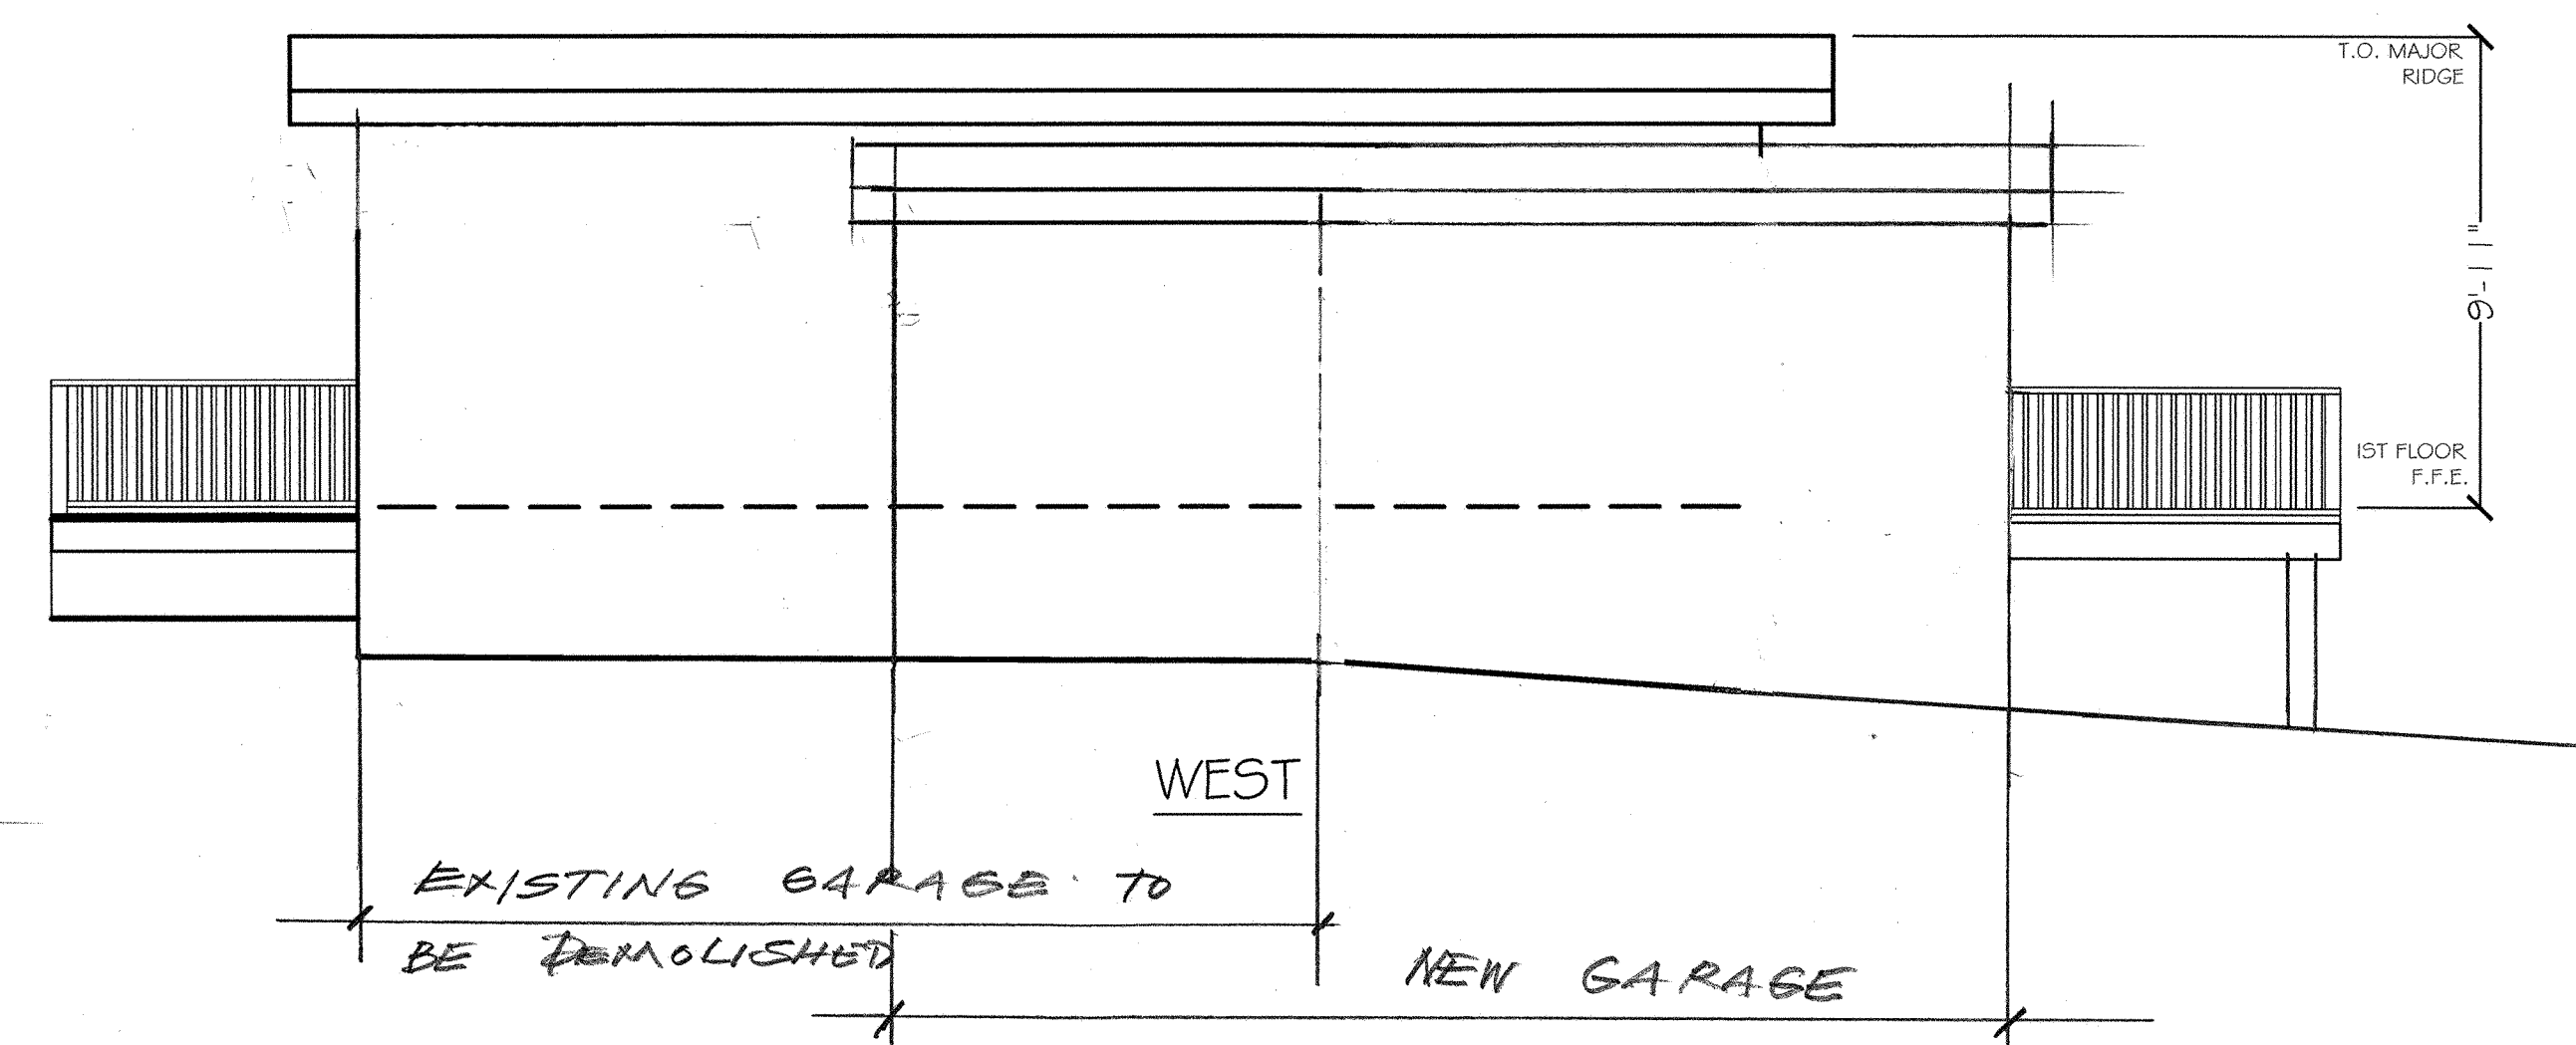 T.O. MAJOR
RIDGE
9'-11"
1ST FLOOR
F.F.E.
WEST
EXISTING GARAGE TO
BE DEMOLISHED
NEW GARAGE